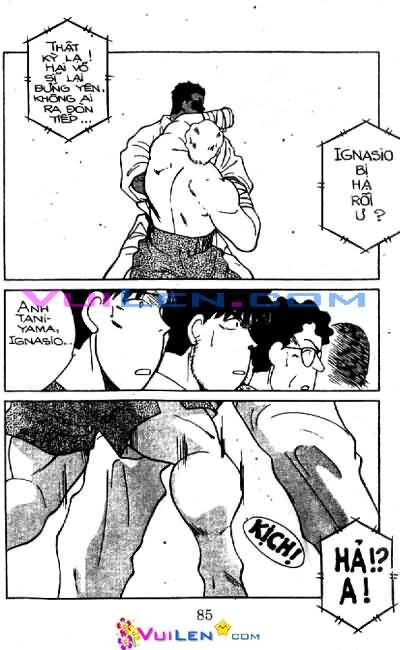 THẬT
KỲ LẠ!
HAI VÕ
SĨ LẠI
ĐỨNG YÊN,
KHÔNG AI
RA ĐÒN
TIẾP...
IGNASIO
BỊ
HẠ
RỒI
Ư?
VUILEN.COM
ANH
TANI-
YAMA,
IGNASIO...
KỊCH!
HẢ!?
A!
85
VUILEN.COM